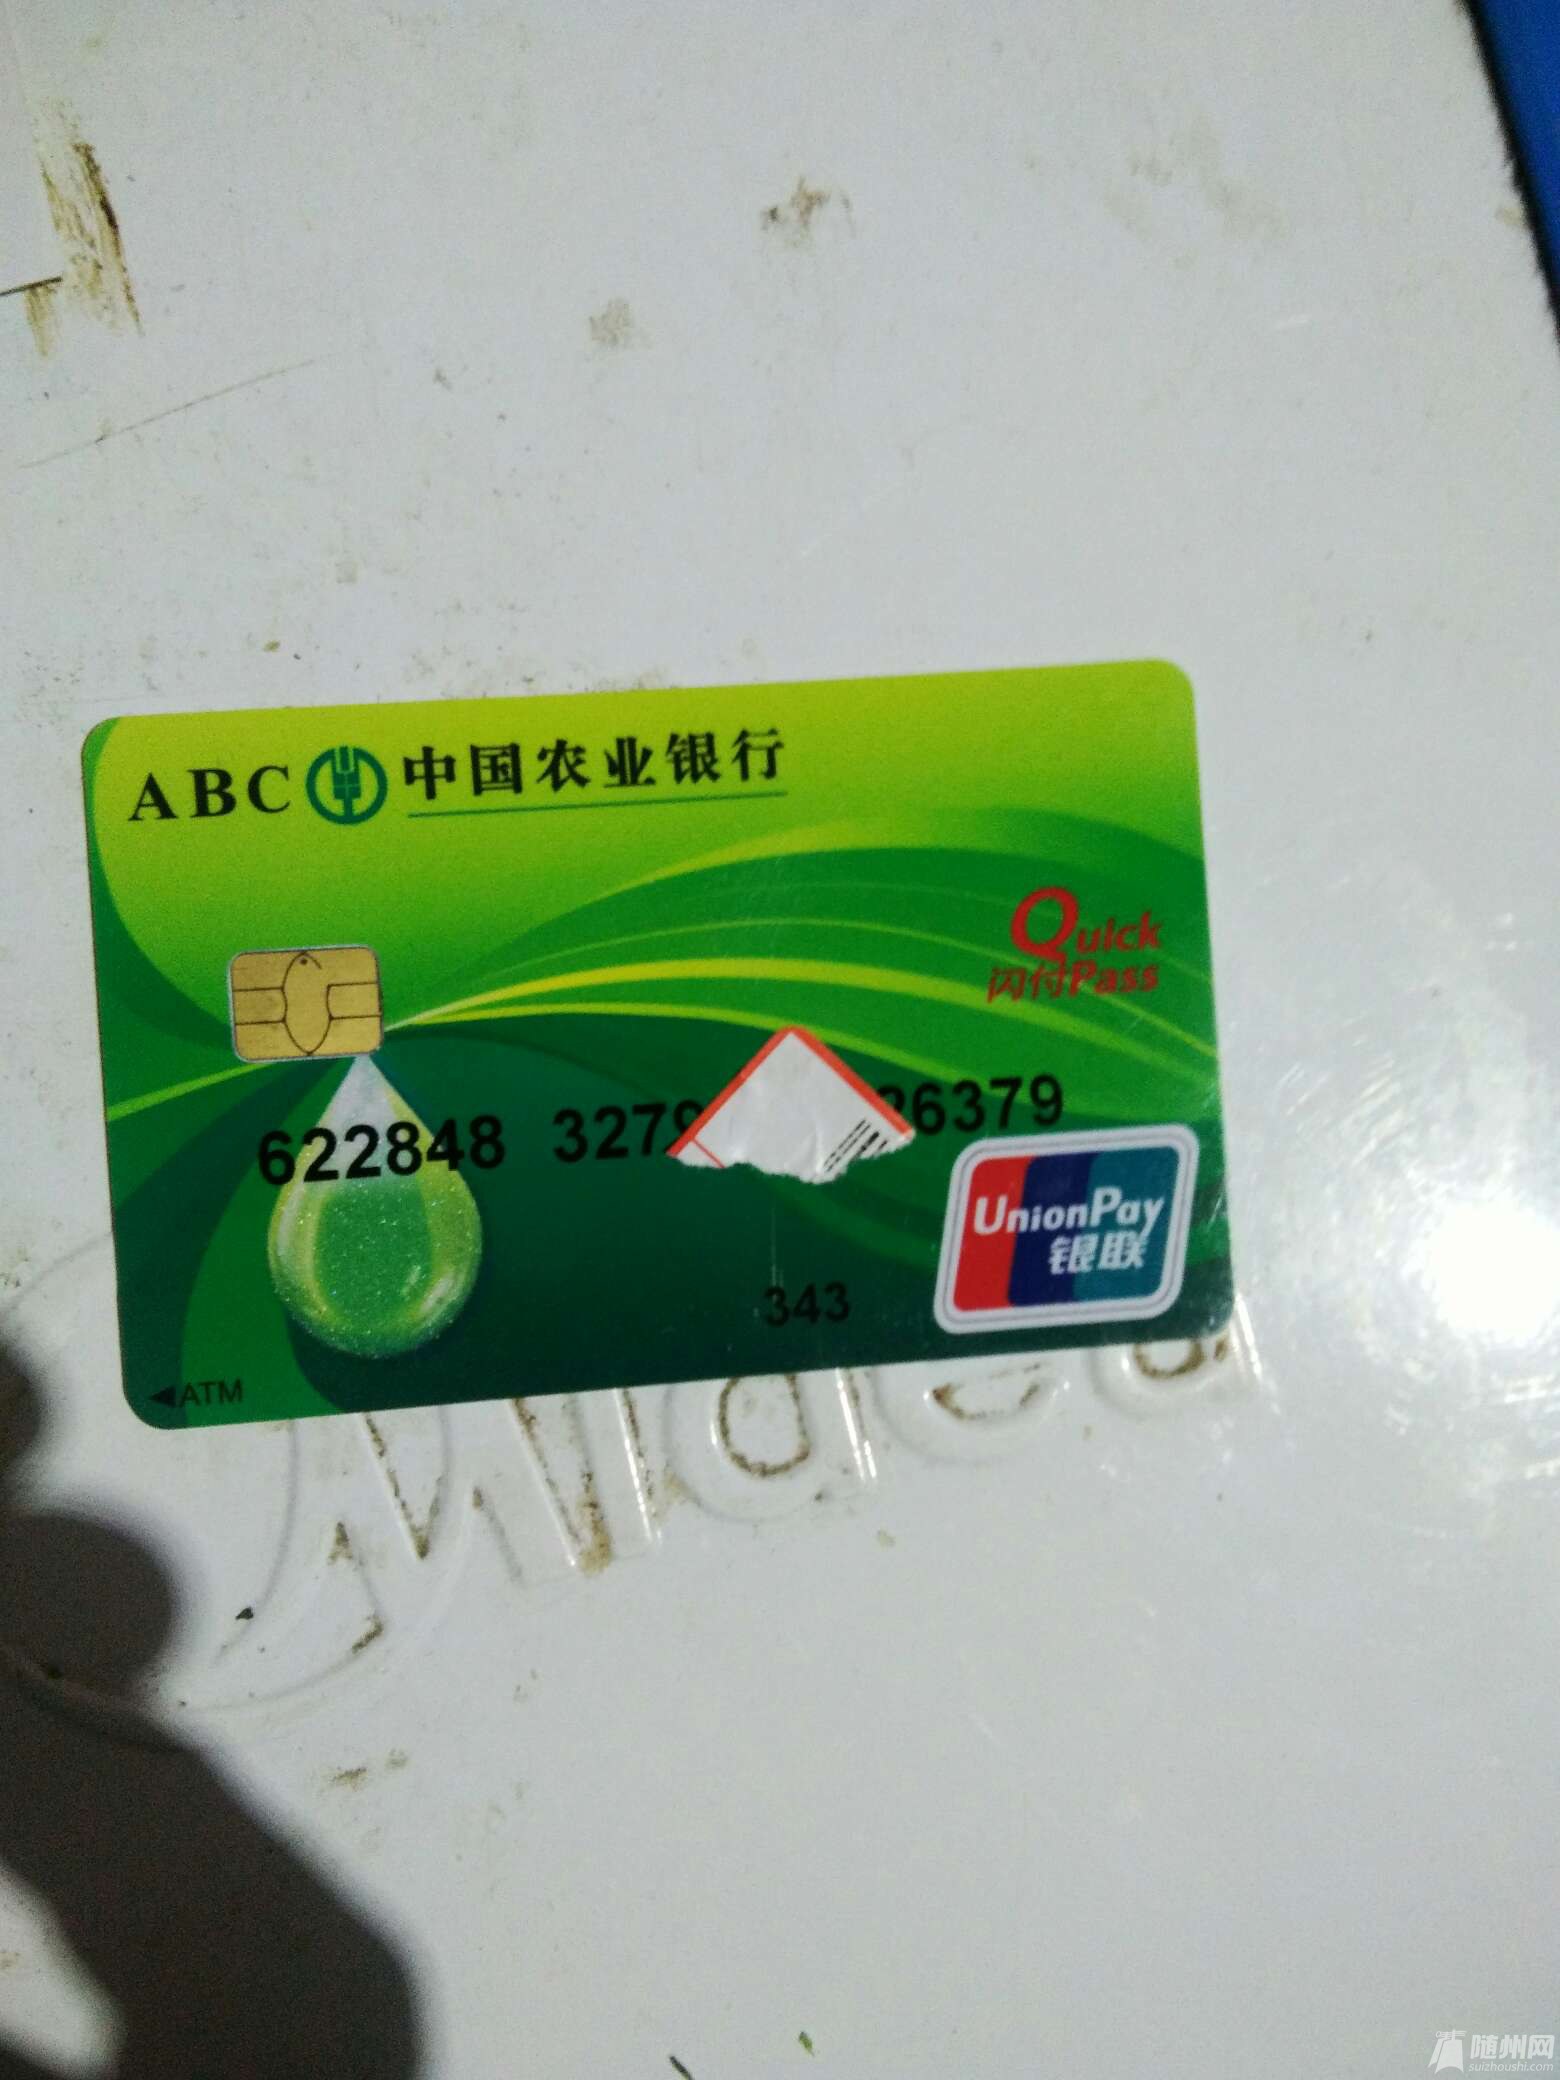 ABC 中国农业银行
Quick
闪付Pass
622848 3279 26379
UnionPay
银联
343
ATM
Midea
随州网
suizhoushi.com